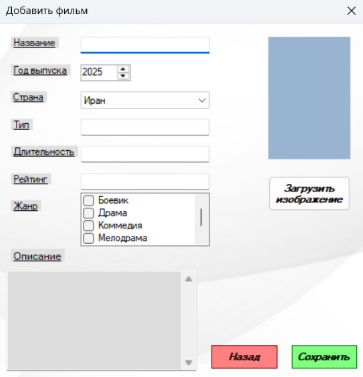 Добавить фильм
Название
Год выпуска
2025
Страна
Иран
Тип
Длительность
Рейтинг
Жанр
Боевик
Драма
Коммедия
Мелодрама
Загрузить
изображение
Описание
Назад
Сохранить